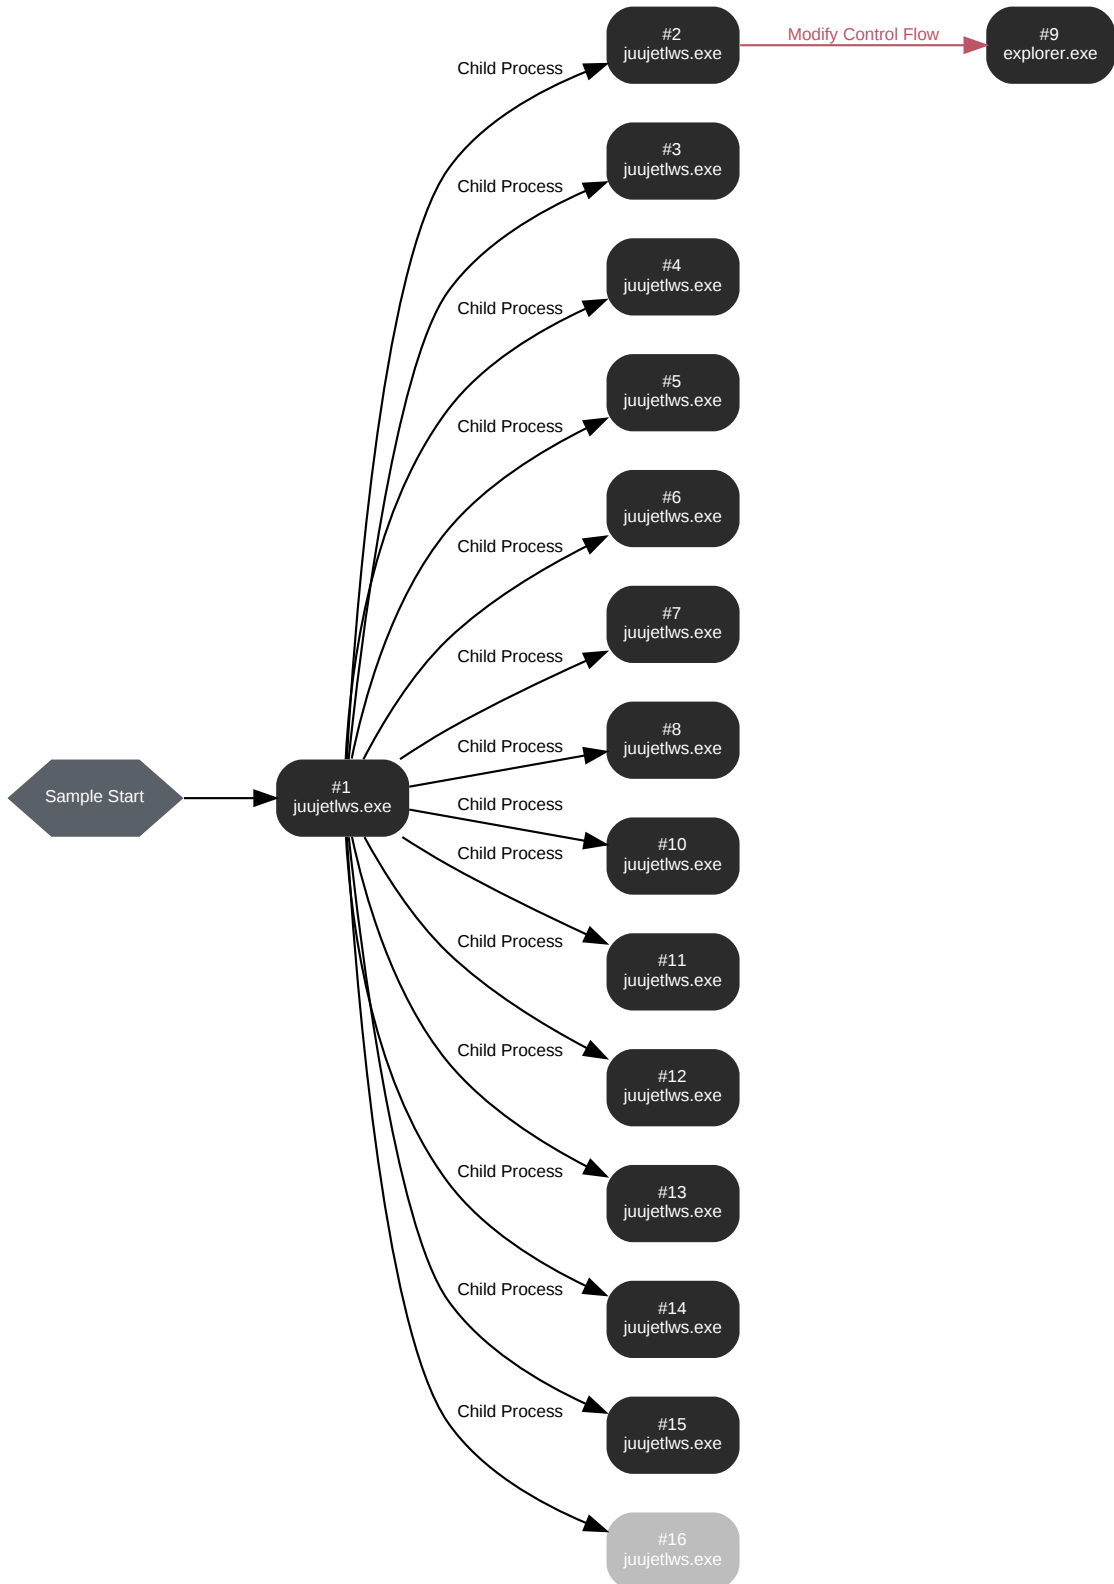 #2
juujetlws.exe
Modify Control Flow
#9
explorer.exe
Child Process
#3
juujetlws.exe
Child Process
#4
juujetlws.exe
Child Process
#5
juujetlws.exe
Child Process
#6
juujetlws.exe
Child Process
#7
juujetlws.exe
Child Process
#8
juujetlws.exe
Child Process
Sample Start
#1
juujetlws.exe
Child Process
#10
juujetlws.exe
Child Process
#11
juujetlws.exe
Child Process
#12
juujetlws.exe
Child Process
#13
juujetlws.exe
Child Process
#14
juujetlws.exe
Child Process
#15
juujetlws.exe
Child Process
#16
juujetlws.exe